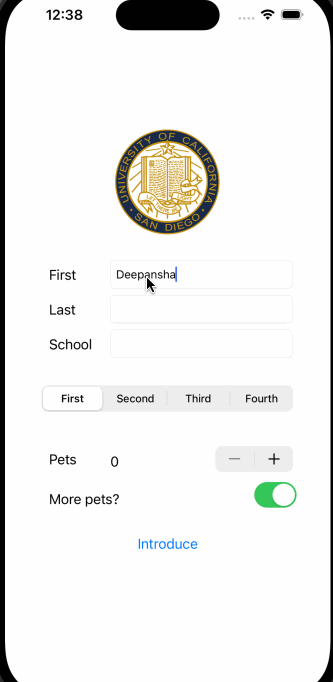 12:38
UNIVERSITY OF CALIFORNIA
SAN DIEGO
First Deepansha
Last
School
First Second Third Fourth
Pets 0 − +
More pets?
Introduce